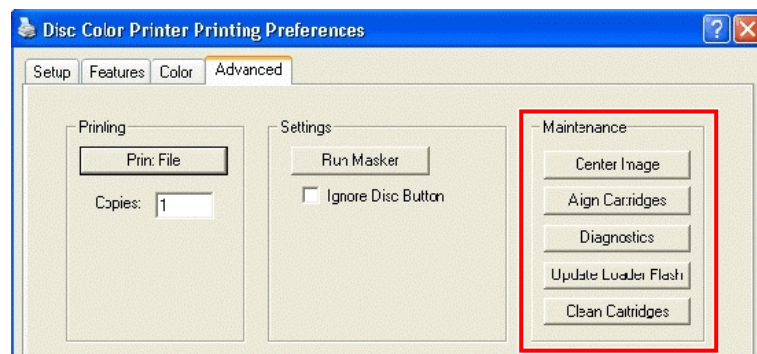 Disc Color Printer Printing Preferences
Setup Features Color Advanced
Printing
Print File
Copies: 1
Settings
Run Masker
Ignore Disc Button
Maintenance
Center Image
Align Cartridges
Diagnostics
Update Loader Flash
Clean Cartridges